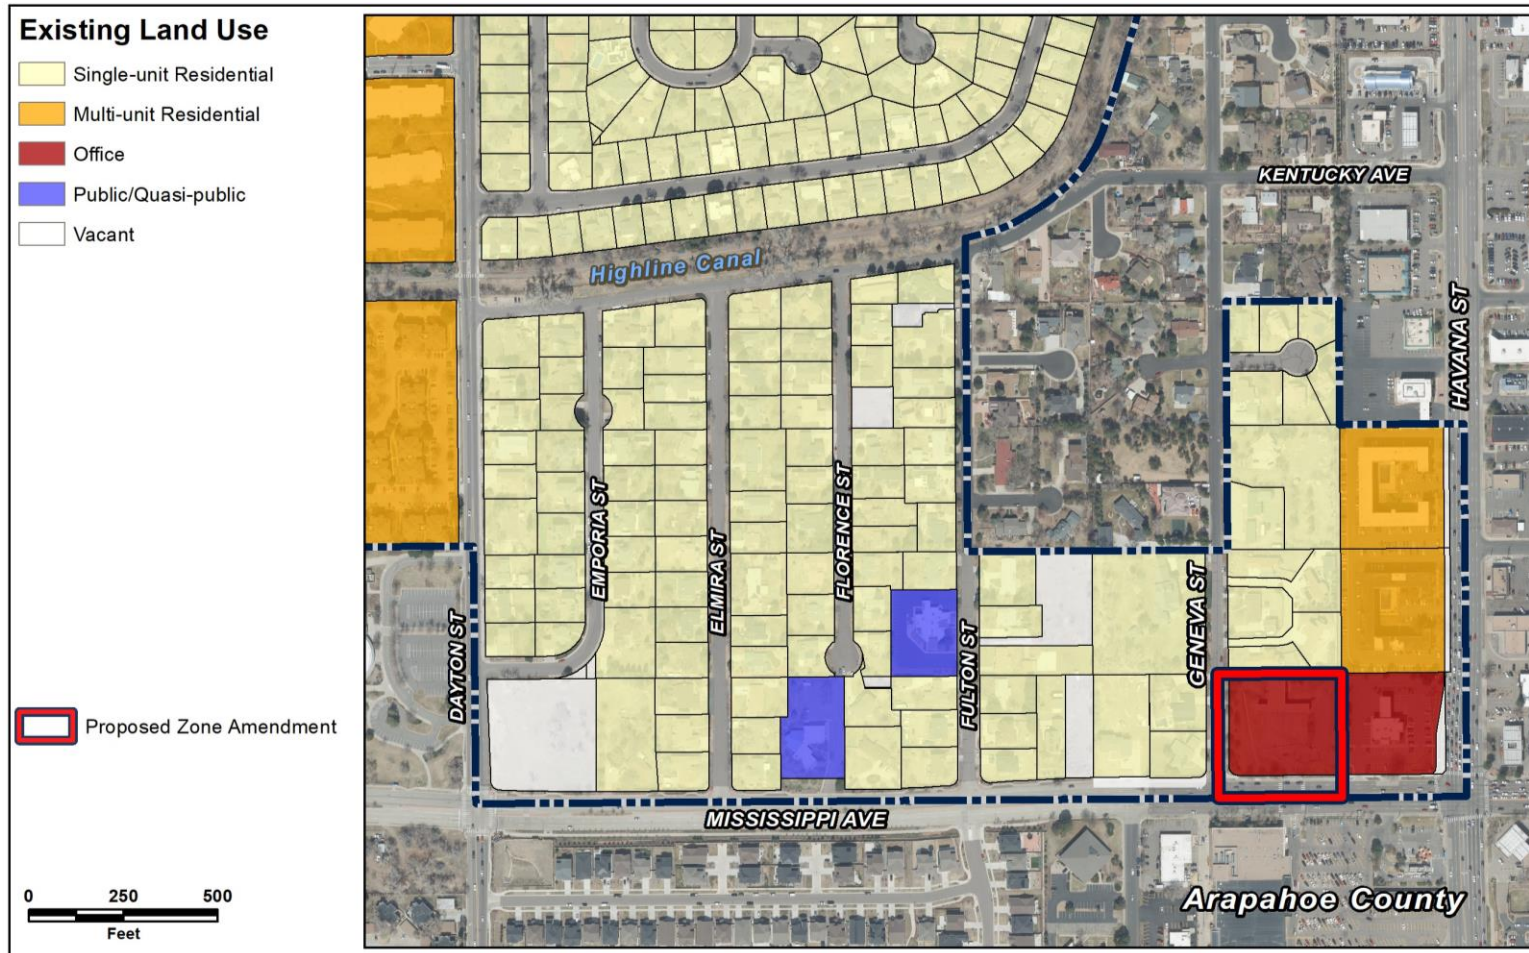 Existing Land Use
Single-unit Residential
Multi-unit Residential
Office
Public/Quasi-public
Vacant
Proposed Zone Amendment
0 250 500
Feet
KENTUCKY AVE
Highline Canal
HAVANA ST
EMPORIA ST
ELMIRA ST
FLORENCE ST
DAYTON ST
FULTON ST
GENEVA ST
MISSISSIPPI AVE
Arapahoe County